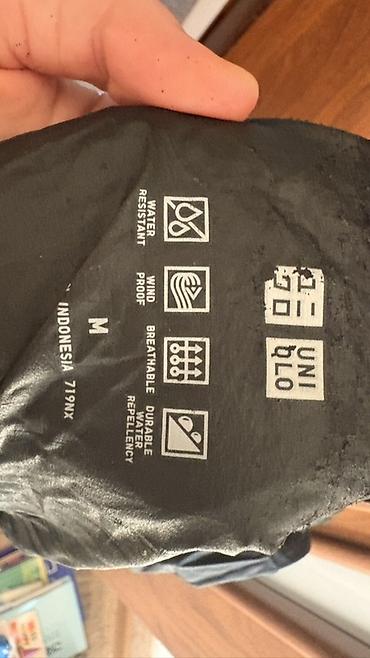 ユニ
クロ
UNI
QLO
WATER
RESISTANT
WIND
PROOF
BREATHABLE
DURABLE
WATER
REPELLENCY
M
INDONESIA 719NX